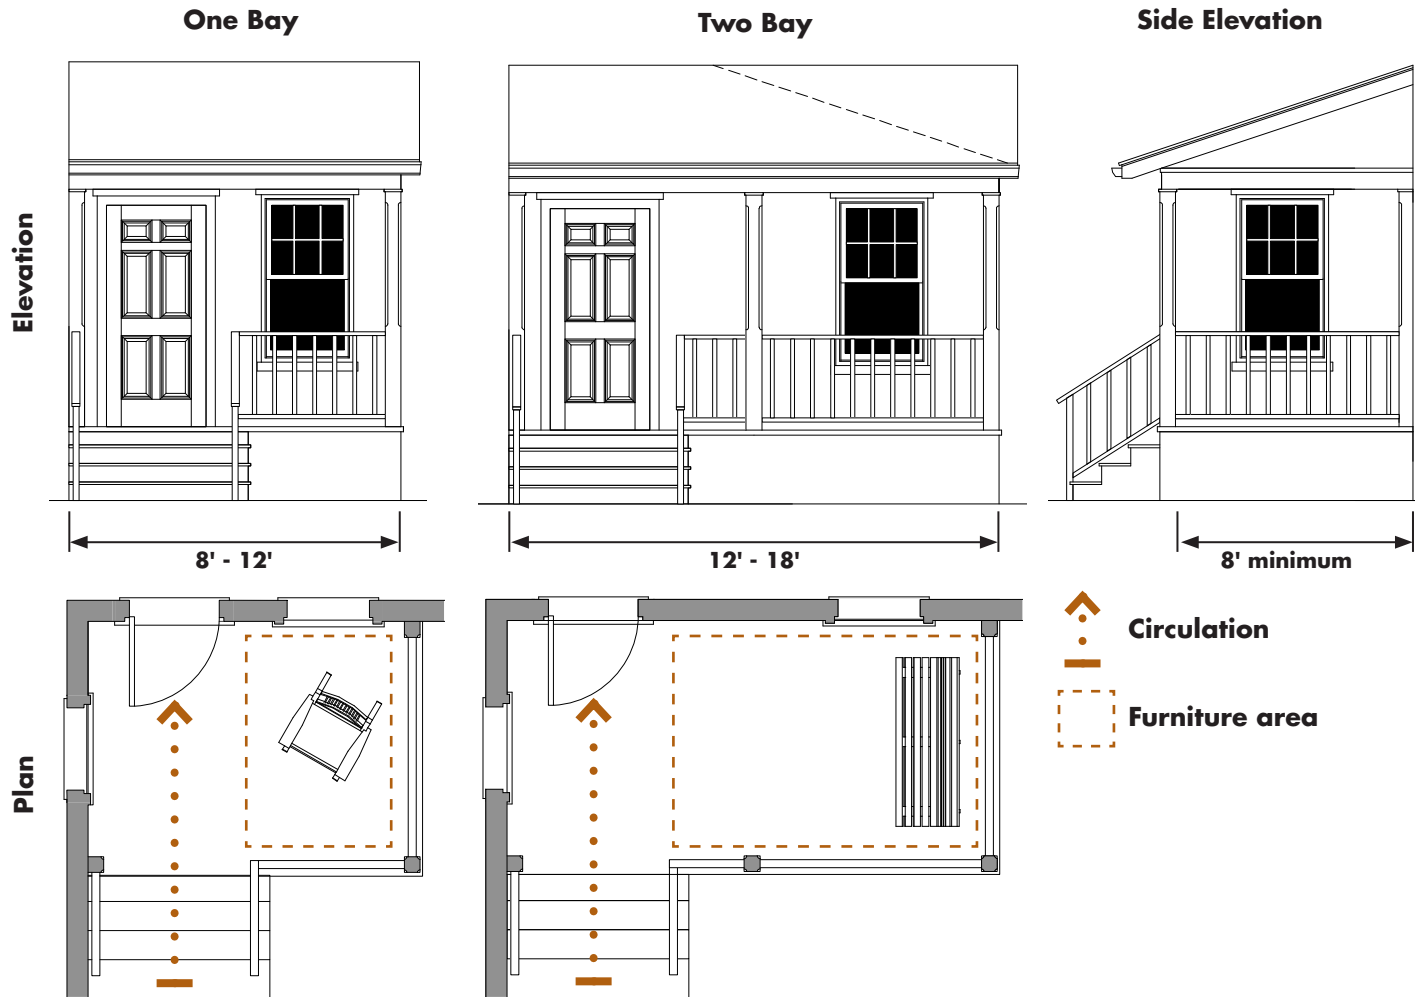 One Bay
Two Bay
Side Elevation
Elevation
8' - 12'
12' - 18'
8' minimum
Plan
Circulation
Furniture area